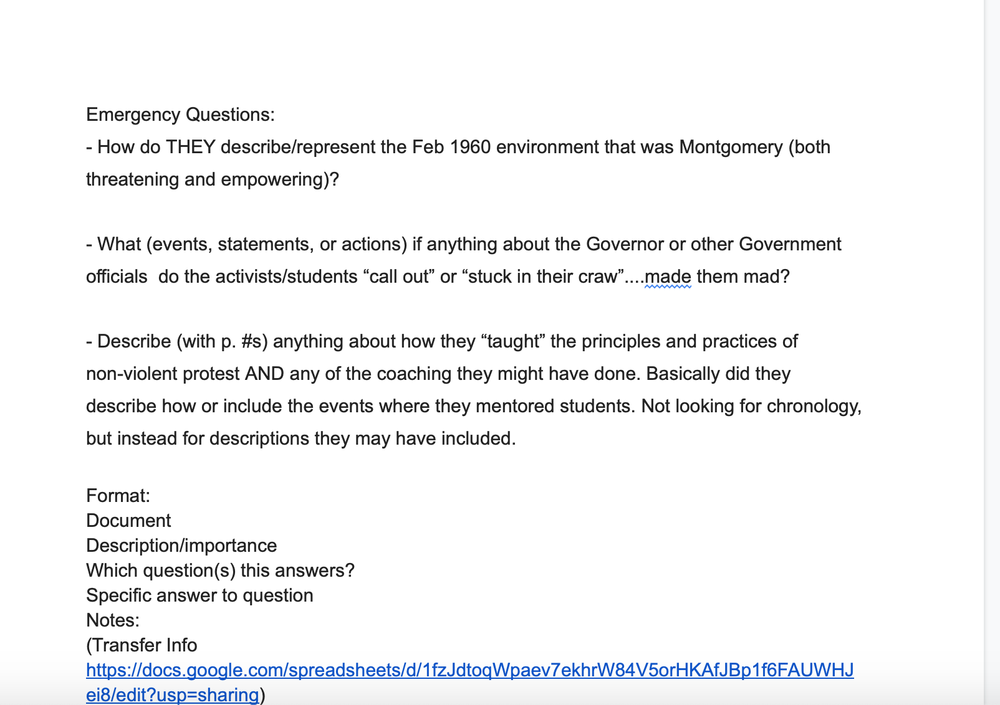 Emergency Questions:
- How do THEY describe/represent the Feb 1960 environment that was Montgomery (both
threatening and empowering)?
- What (events, statements, or actions) if anything about the Governor or other Government
officials  do the activists/students “call out” or “stuck in their craw”....made them mad?
- Describe (with p. #s) anything about how they “taught” the principles and practices of
non-violent protest AND any of the coaching they might have done. Basically did they
describe how or include the events where they mentored students. Not looking for chronology,
but instead for descriptions they may have included.
Format:
Document
Description/importance
Which question(s) this answers?
Specific answer to question
Notes:
(Transfer Info
https://docs.google.com/spreadsheets/d/1fzJdtoqWpaev7ekhrW84V5orHKAfJBp1f6FAUWHJ
ei8/edit?usp=sharing)